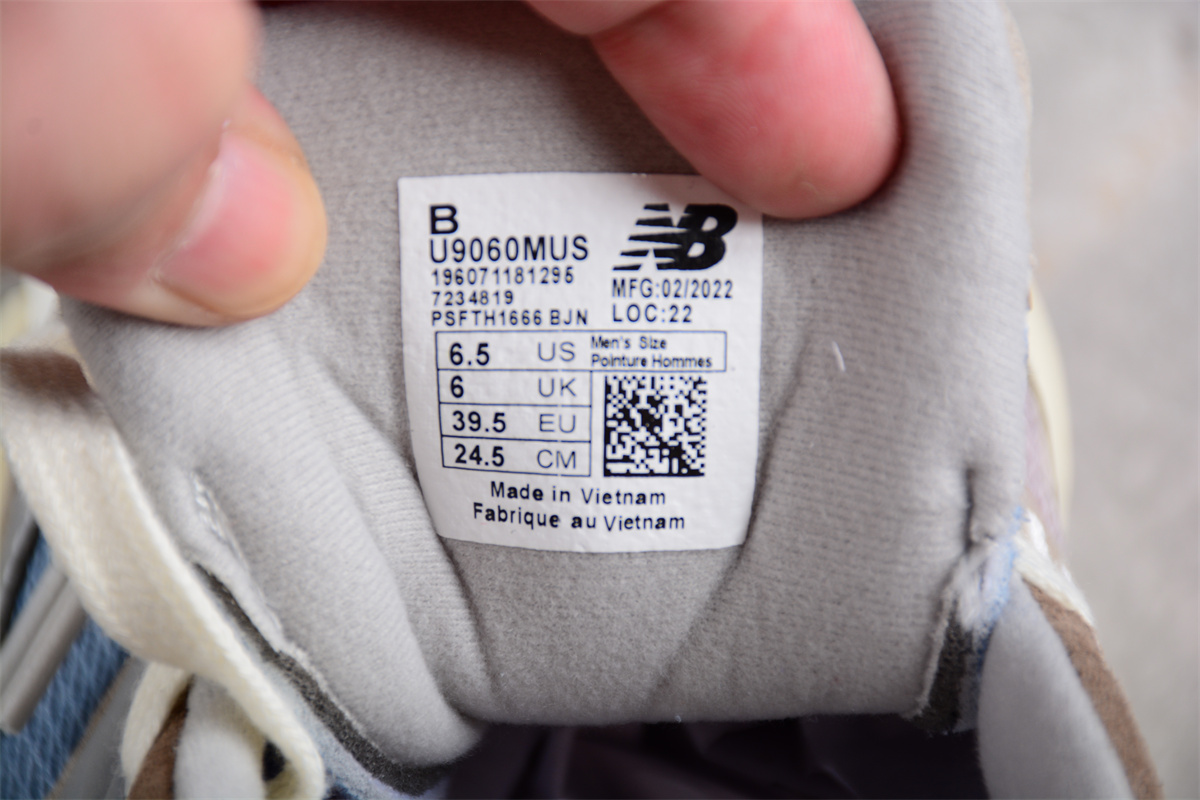 B
U9060MUS
196071181295
7234819
PSFTH1666 BJN
NB
MFG:02/2022
LOC:22
6.5 US Men's Size
Pointure Hommes
6 UK
39.5 EU
24.5 CM
Made in Vietnam
Fabrique au Vietnam